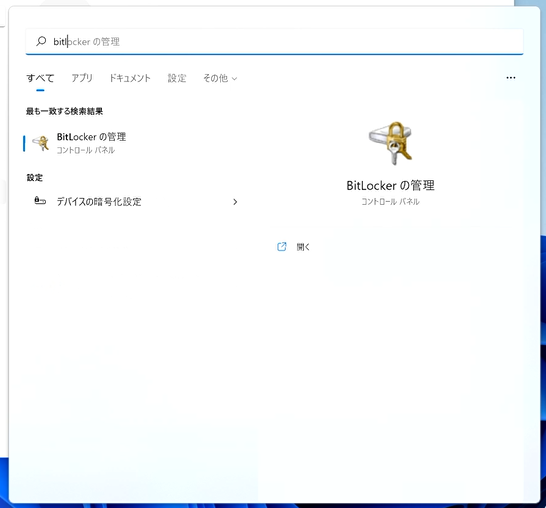 bitlocker の管理
すべて アプリ ドキュメント 設定 その他
最も一致する検索結果
BitLocker の管理
コントロール パネル
設定
デバイスの暗号化設定
BitLocker の管理
コントロール パネル
開く